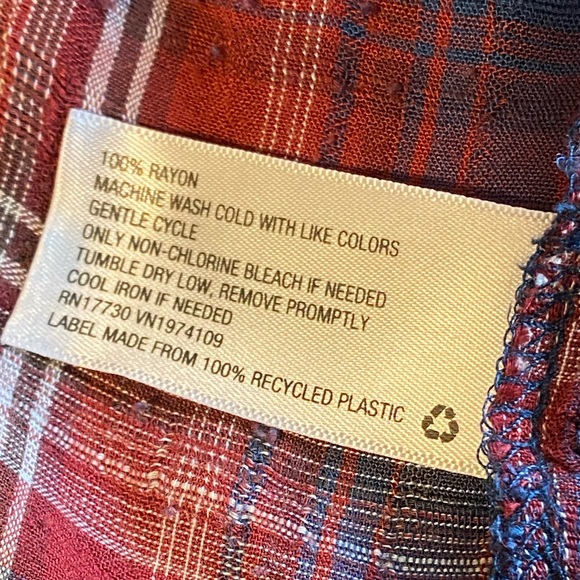 100% RAYON
MACHINE WASH COLD WITH LIKE COLORS
GENTLE CYCLE
ONLY NON-CHLORINE BLEACH IF NEEDED
TUMBLE DRY LOW, REMOVE PROMPTLY
COOL IRON IF NEEDED
RN17730 VN1974109
LABEL MADE FROM 100% RECYCLED PLASTIC